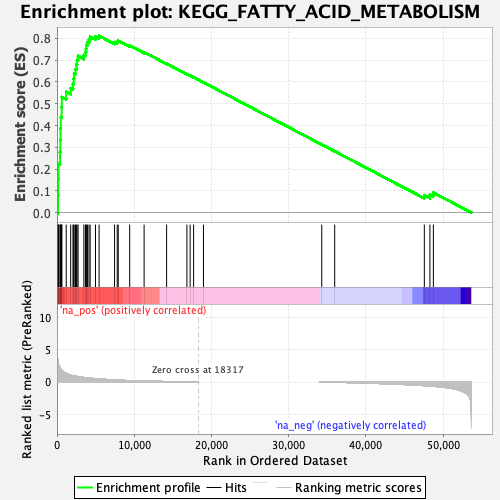 Enrichment plot: KEGG_FATTY_ACID_METABOLISM
Enrichment score (ES)
0.8
0.7
0.6
0.5
0.4
0.3
0.2
0.1
0.0
'na_pos' (positively correlated)
Ranked list metric (PreRanked)
10
5
0
-5
Zero cross at 18317
'na_neg' (negatively correlated)
0 10,000 20,000 30,000 40,000 50,000
Rank in Ordered Dataset
Enrichment profile Hits Ranking metric scores